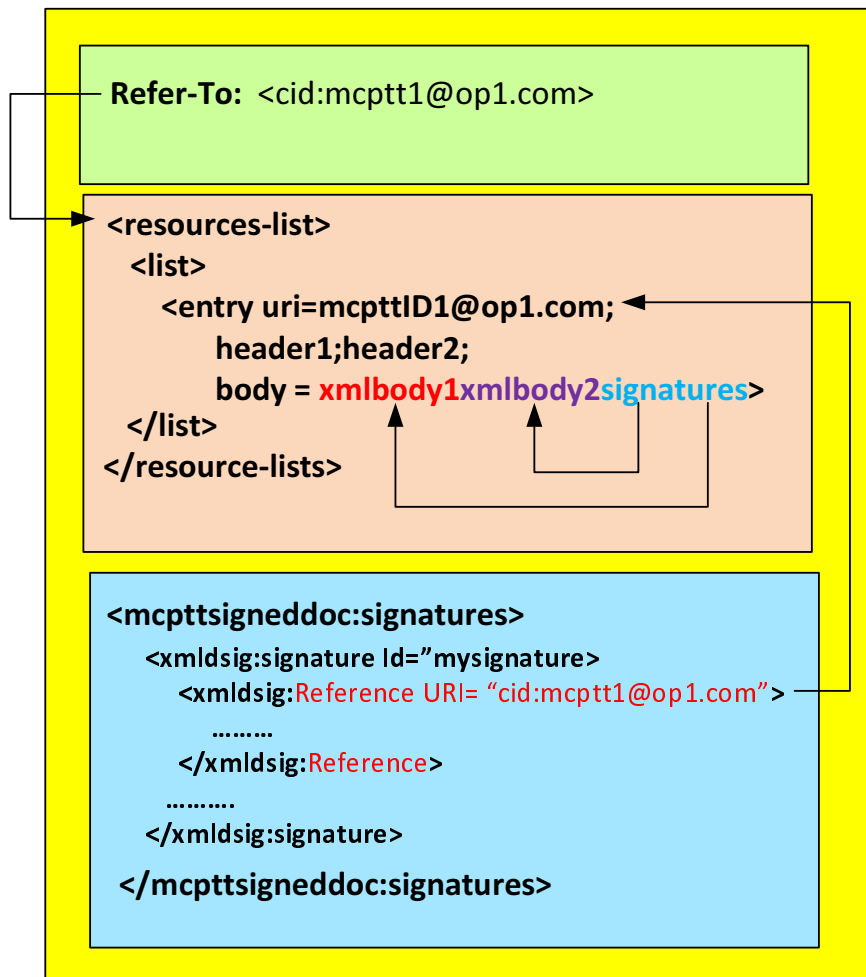 Refer-To: <cid:mcptt1@op1.com>
<resources-list>
<list>
<entry uri=mcpttID1@op1.com;
header1;header2;
body = xmlbody1xmlbody2signatures>
</list>
</resource-lists>
<mcpttsigneddoc:signatures>
<xmldsig:signature Id=”mysignature>
<xmldsig:Reference URI= “cid:mcptt1@op1.com”>
………
</xmldsig:Reference>
……….
</xmldsig:signature>
</mcpttsigneddoc:signatures>